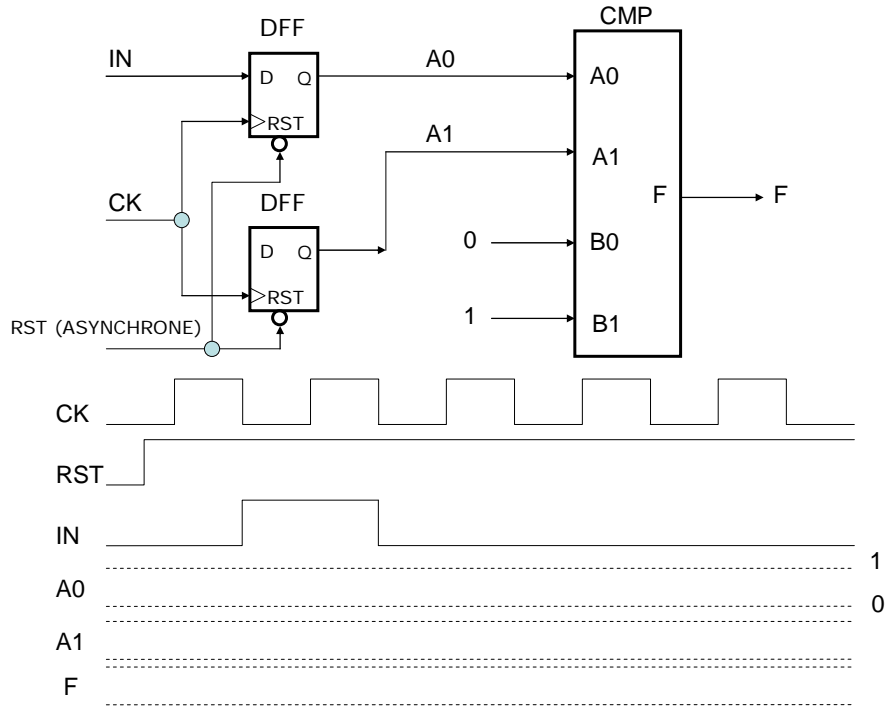 DFF
CMP
IN
D Q
A0
A0
RST
A1
A1
CK
DFF
F
F
D Q
0
B0
RST
1
B1
RST (ASYNCHRONE)
CK
RST
IN
1
A0
0
A1
F